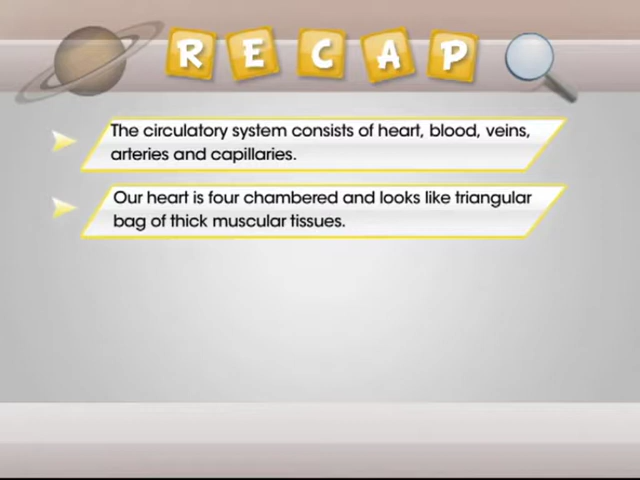 RECAP
The circulatory system consists of heart, blood, veins,
arteries and capillaries.
Our heart is four chambered and looks like triangular
bag of thick muscular tissues.